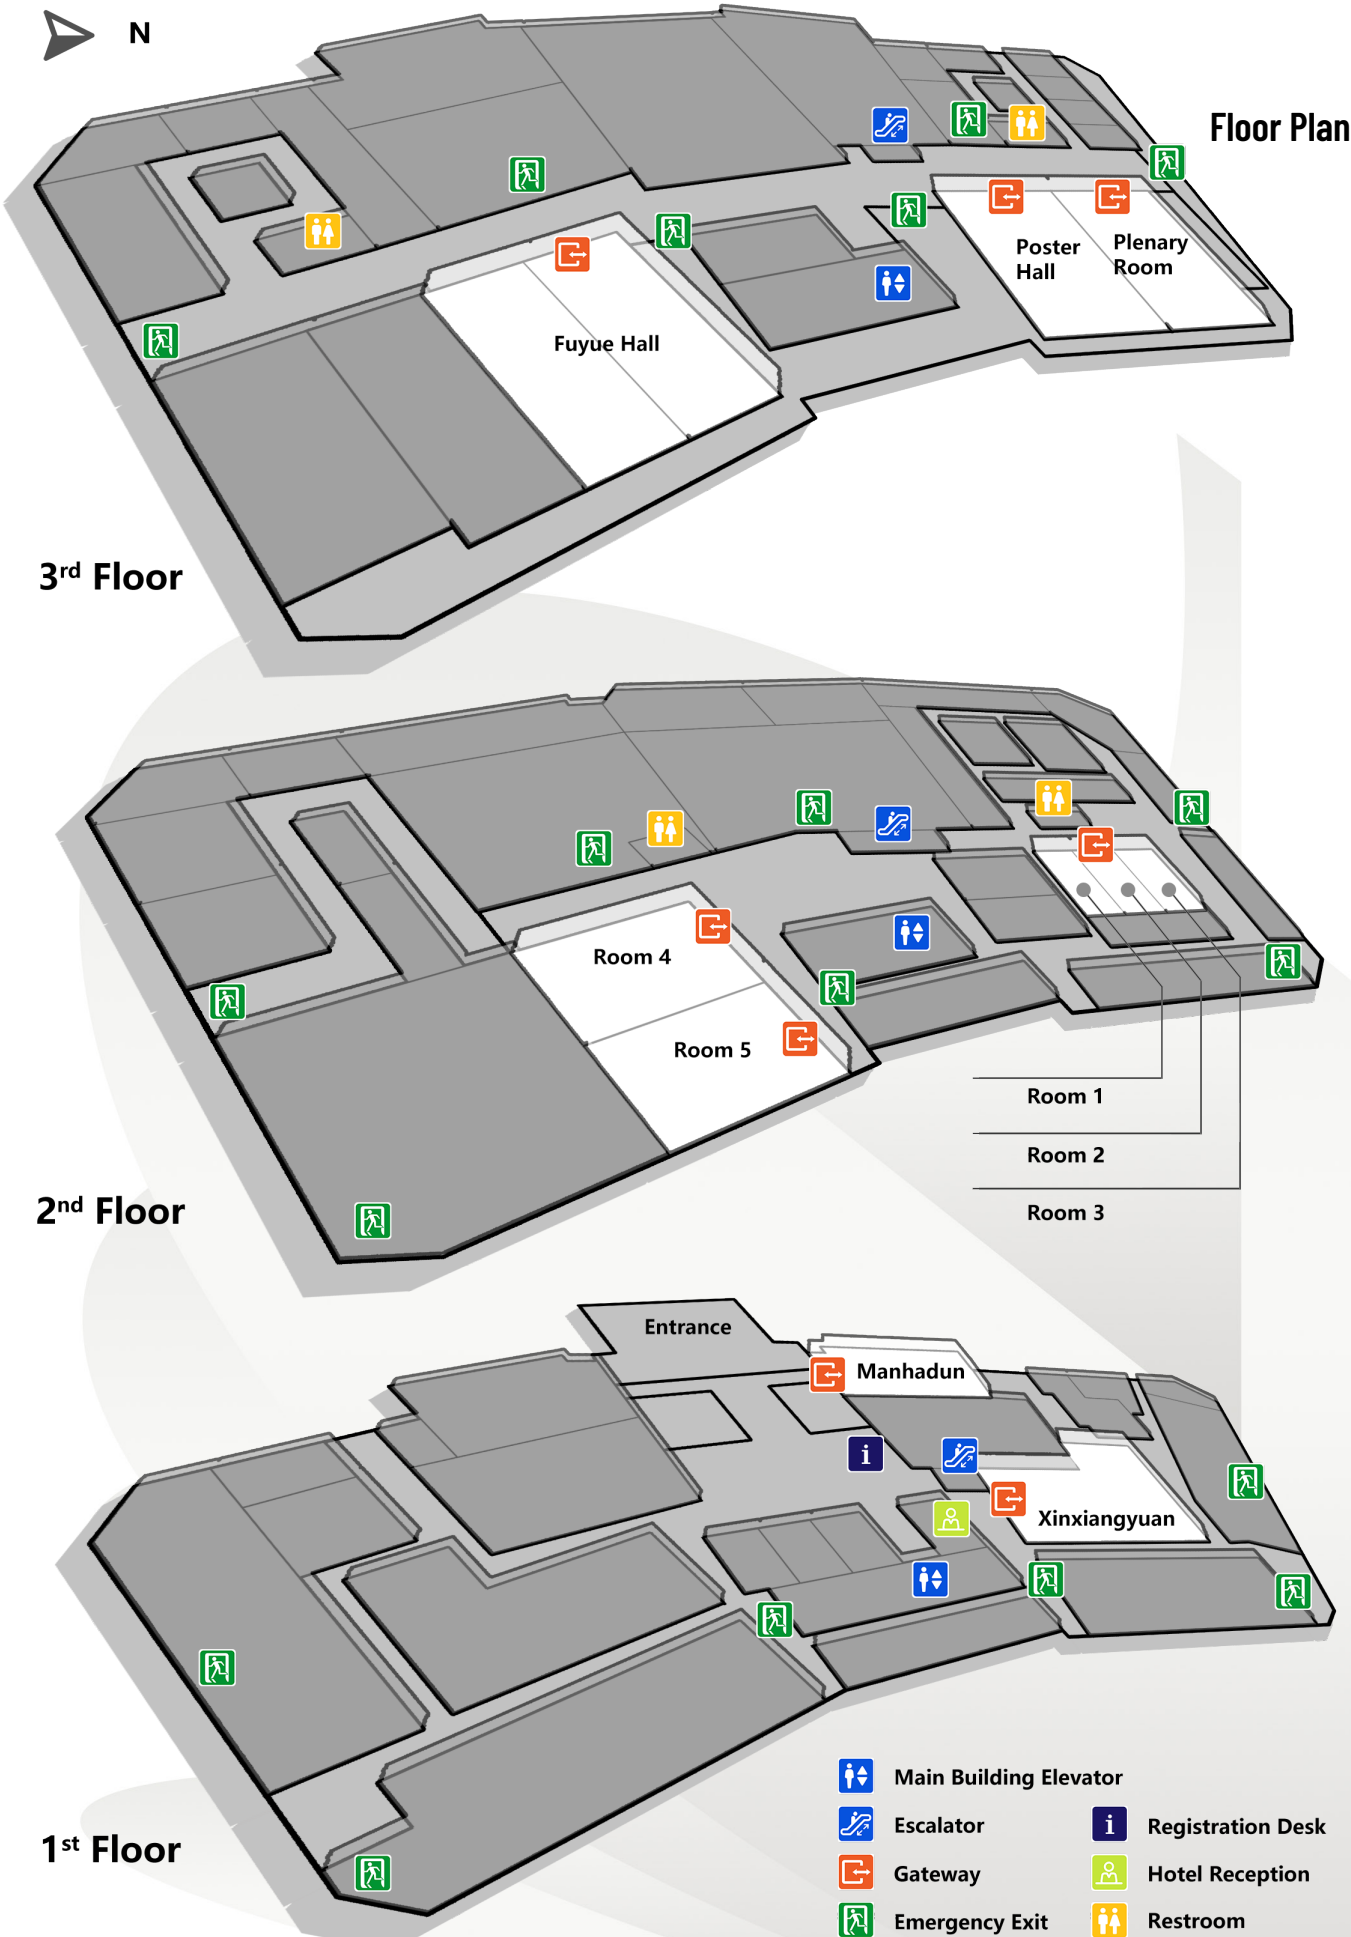 N
Floor Plan
Poster
Hall
Plenary
Room
Fuyue Hall
3rd Floor
Room 4
Room 5
Room 1
Room 2
Room 3
2nd Floor
Entrance
Manhadun
i
Xinxiangyuan
1st Floor
Main Building Elevator
Escalator
i Registration Desk
Gateway
Hotel Reception
Emergency Exit
Restroom